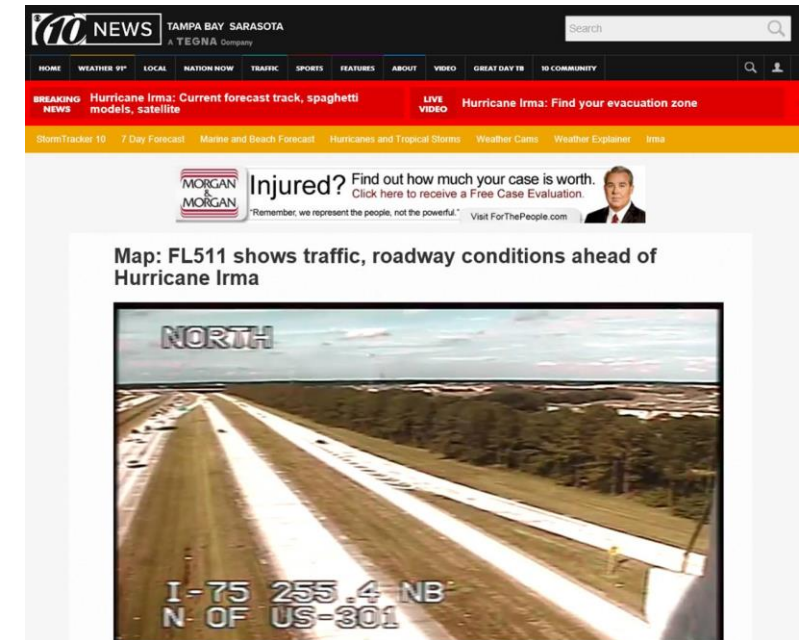 10 NEWS
TAMPA BAY SARASOTA
A TEGNA Company
Search
HOME WEATHER 91° LOCAL NATION NOW TRAFFIC SPORTS FEATURES ABOUT VIDEO GREAT DAY TB 10 COMMUNITY
BREAKING NEWS
Hurricane Irma: Current forecast track, spaghetti
models, satellite
LIVE VIDEO
Hurricane Irma: Find your evacuation zone
StormTracker 10 7 Day Forecast Marine and Beach Forecast Hurricanes and Tropical Storms Weather Cams Weather Explainer Irma
MORGAN
&
MORGAN
Injured? Find out how much your case is worth.
Click here to receive a Free Case Evaluation.
"Remember, we represent the people, not the powerful."
Visit ForThePeople.com
Map: FL511 shows traffic, roadway conditions ahead of
Hurricane Irma
NORTH
I-75 255.4 NB
N OF US-301